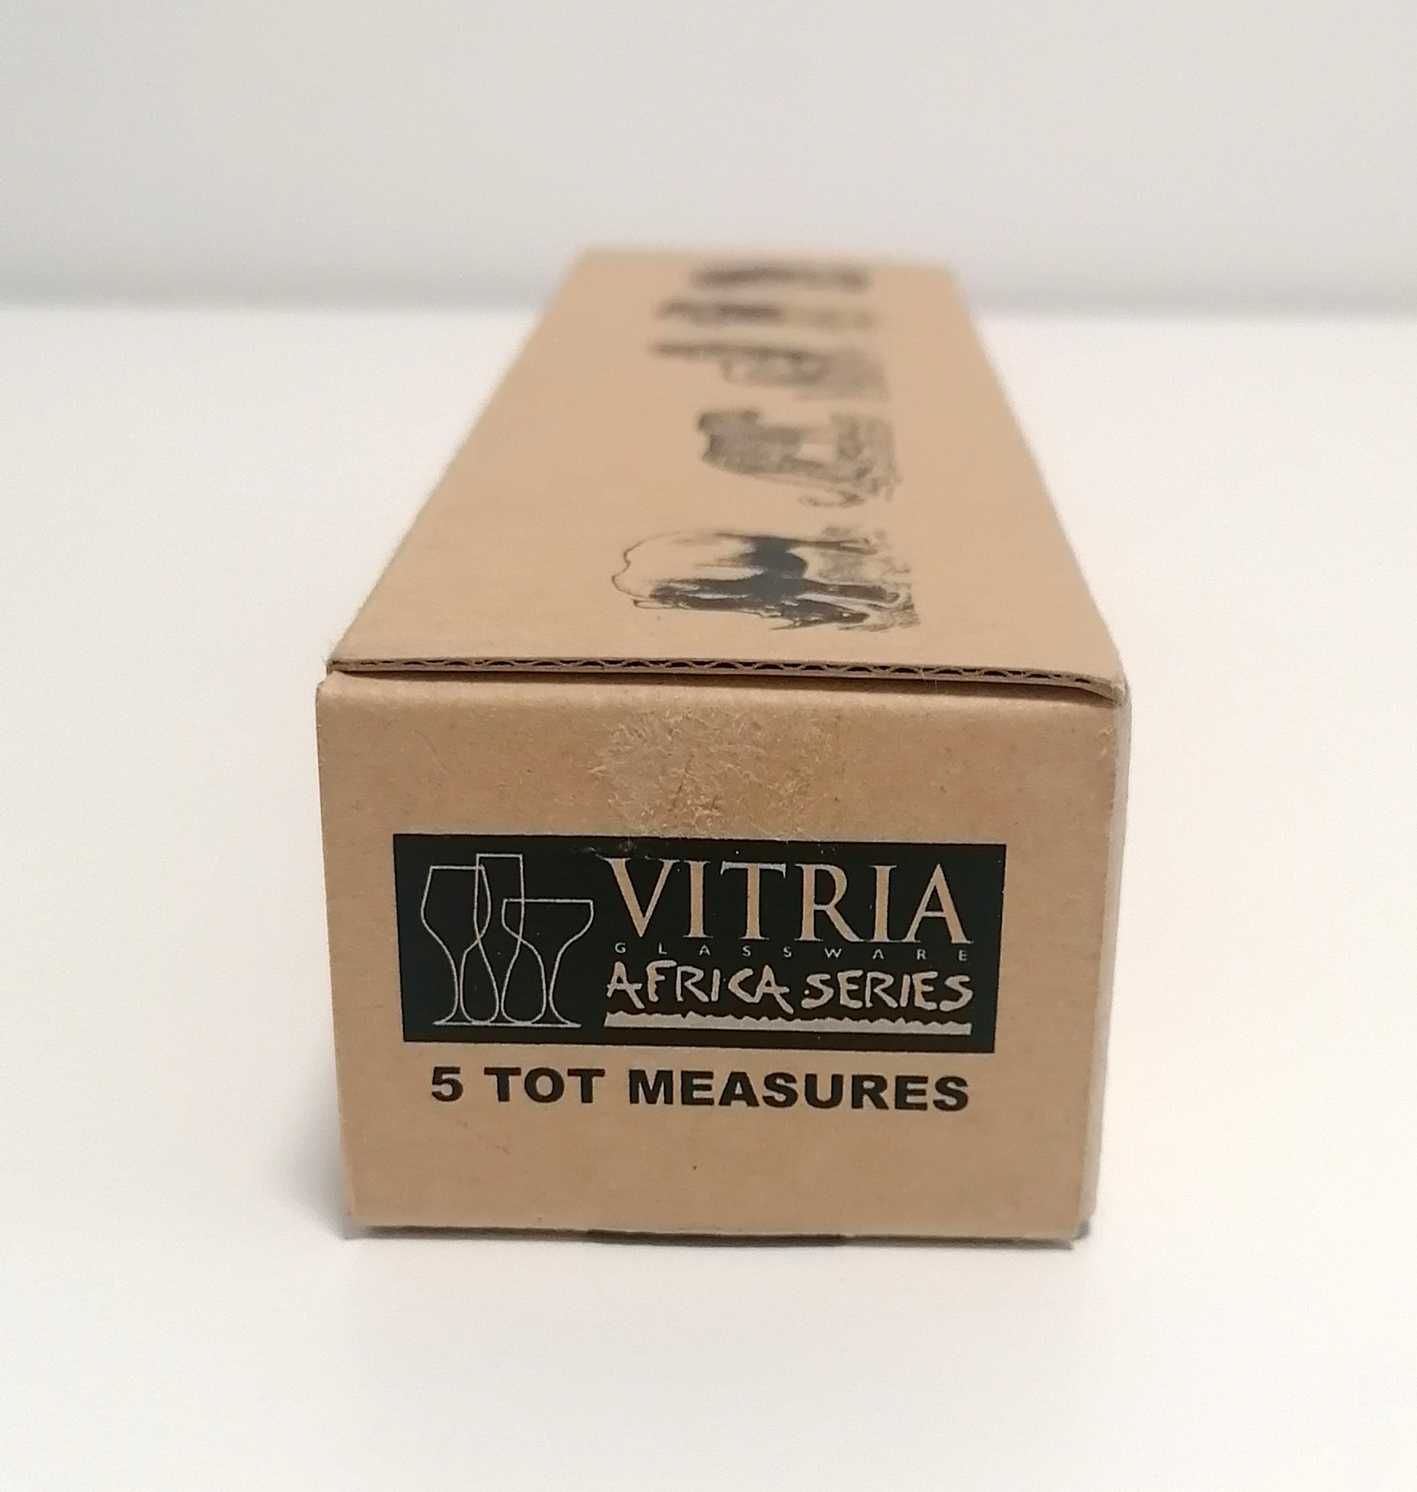 VITRIA
GLASSWARE
AFRICA SERIES
5 TOT MEASURES